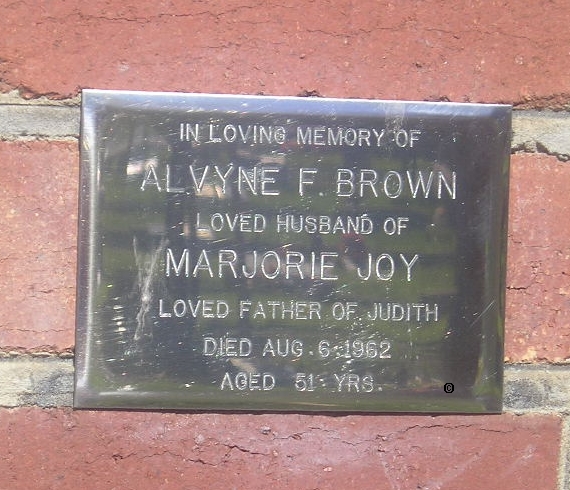 IN LOVING MEMORY OF
ALVYNE F. BROWN
LOVED HUSBAND OF
MARJORIE JOY
LOVED FATHER OF JUDITH
DIED AUG. 6·1962
AGED 51 YRS.
©